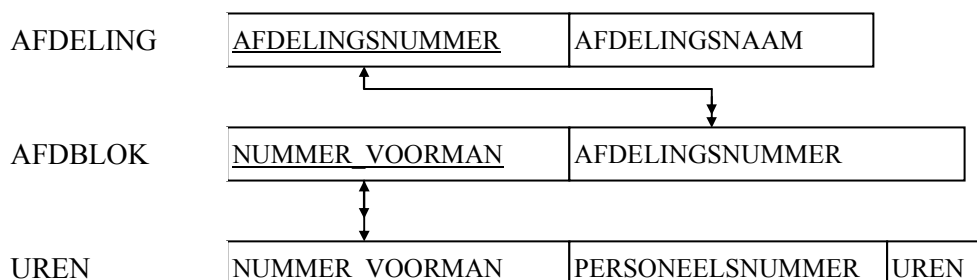 AFDELING AFDELINGSNUMMER AFDELINGSNAAM
AFDBLOK NUMMER_VOORMAN AFDELINGSNUMMER
UREN NUMMER_VOORMAN PERSONEELSNUMMER UREN